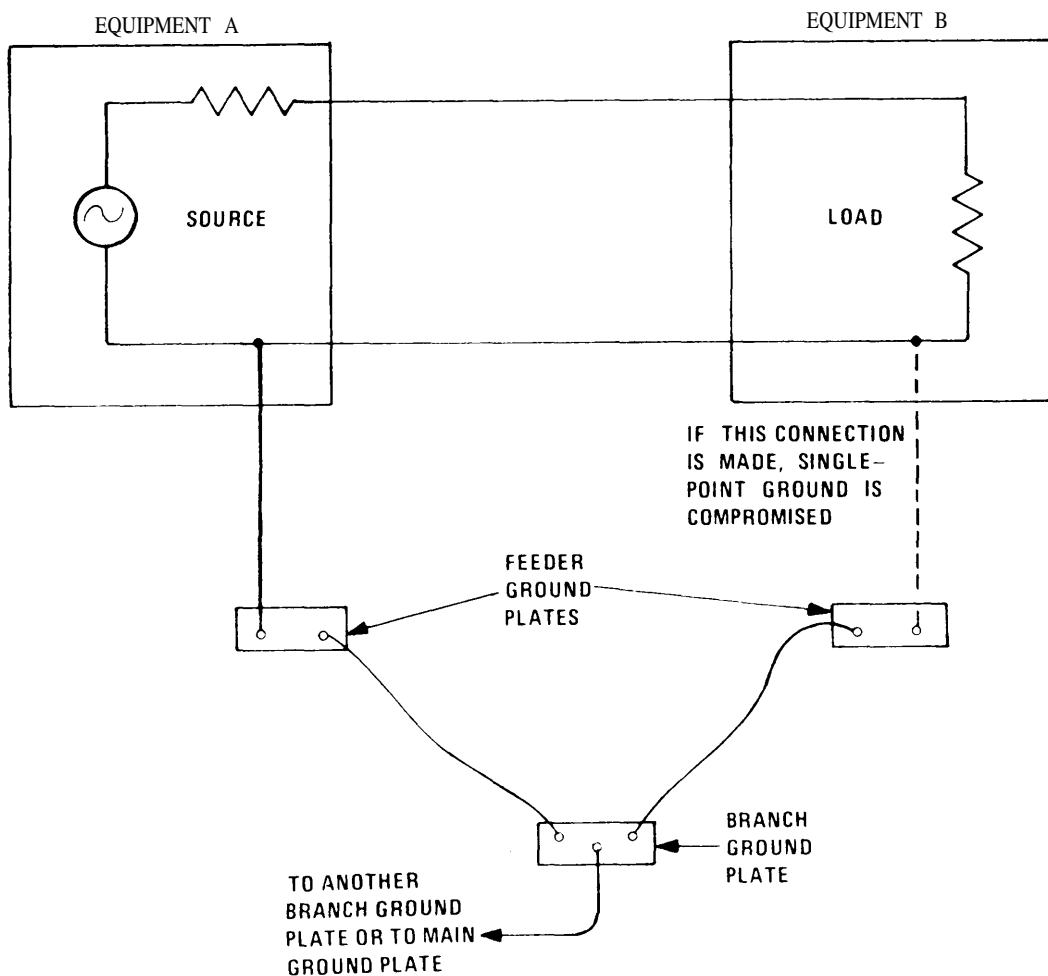 EQUIPMENT A
EQUIPMENT B
SOURCE
LOAD
IF THIS CONNECTION
IS MADE, SINGLE–
POINT GROUND IS
COMPROMISED
FEEDER
GROUND
PLATES
BRANCH
GROUND
PLATE
TO ANOTHER
BRANCH GROUND
PLATE OR TO MAIN
GROUND PLATE